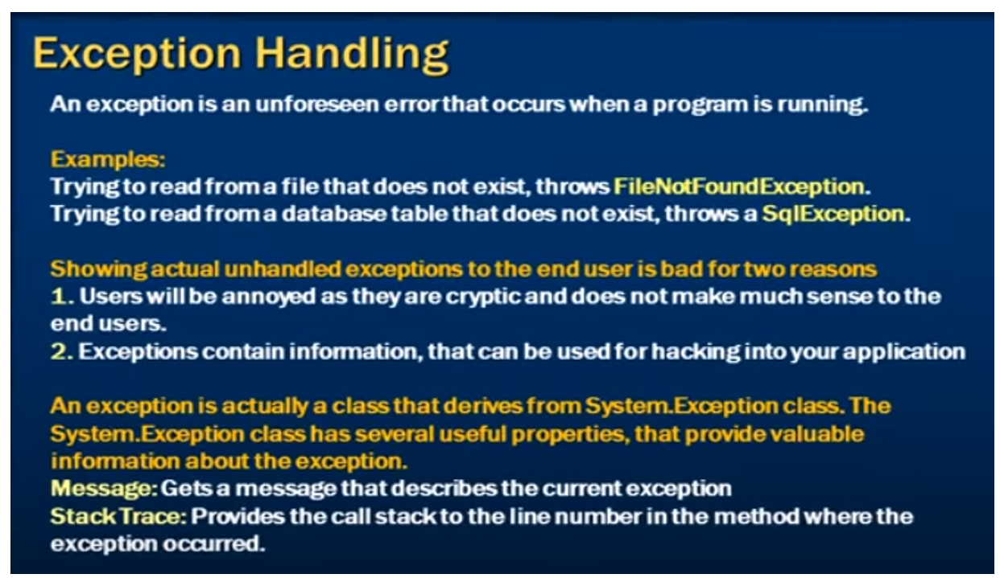 Exception Handling
An exception is an unforeseen error that occurs when a program is running.
Examples:
Trying to read from a file that does not exist, throws FileNotFoundException.
Trying to read from a database table that does not exist, throws a SqlException.
Showing actual unhandled exceptions to the end user is bad for two reasons
1. Users will be annoyed as they are cryptic and does not make much sense to the
end users.
2. Exceptions contain information, that can be used for hacking into your application
An exception is actually a class that derives from System.Exception class. The
System.Exception class has several useful properties, that provide valuable
information about the exception.
Message: Gets a message that describes the current exception
Stack Trace: Provides the call stack to the line number in the method where the
exception occurred.